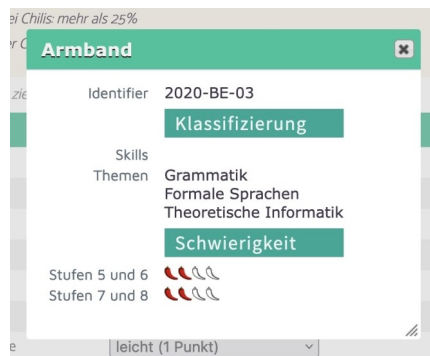 ei Chilis: mehr als 25%
Armband
Identifier 2020-BE-03
Klassifizierung
Skills
Themen Grammatik
Formale Sprachen
Theoretische Informatik
Schwierigkeit
Stufen 5 und 6
Stufen 7 und 8
leicht (1 Punkt)